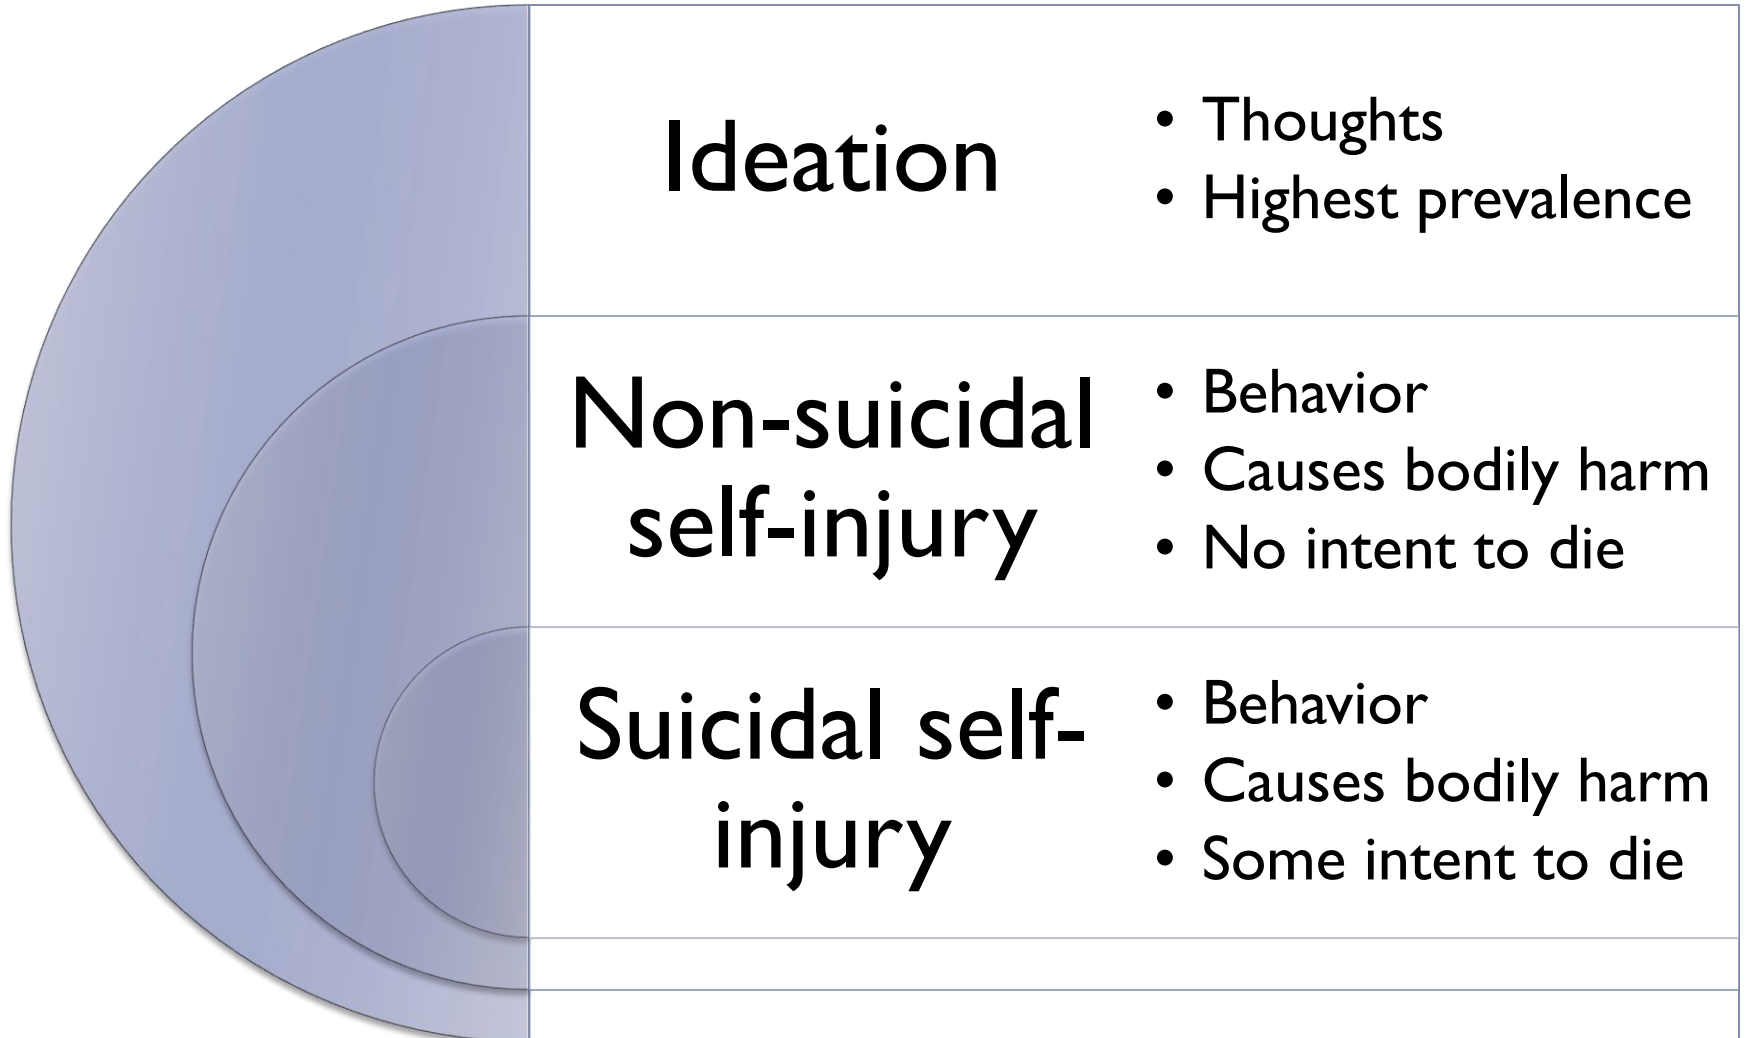 Ideation
• Thoughts
• Highest prevalence
Non-suicidal
self-injury
• Behavior
• Causes bodily harm
• No intent to die
Suicidal self-
injury
• Behavior
• Causes bodily harm
• Some intent to die